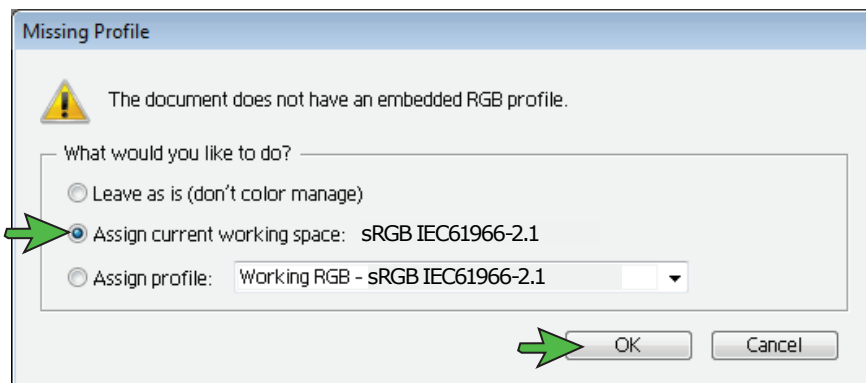 Missing Profile
The document does not have an embedded RGB profile.
What would you like to do?
Leave as is (don't color manage)
Assign current working space: sRGB IEC61966-2.1
Assign profile: Working RGB - sRGB IEC61966-2.1
OK Cancel